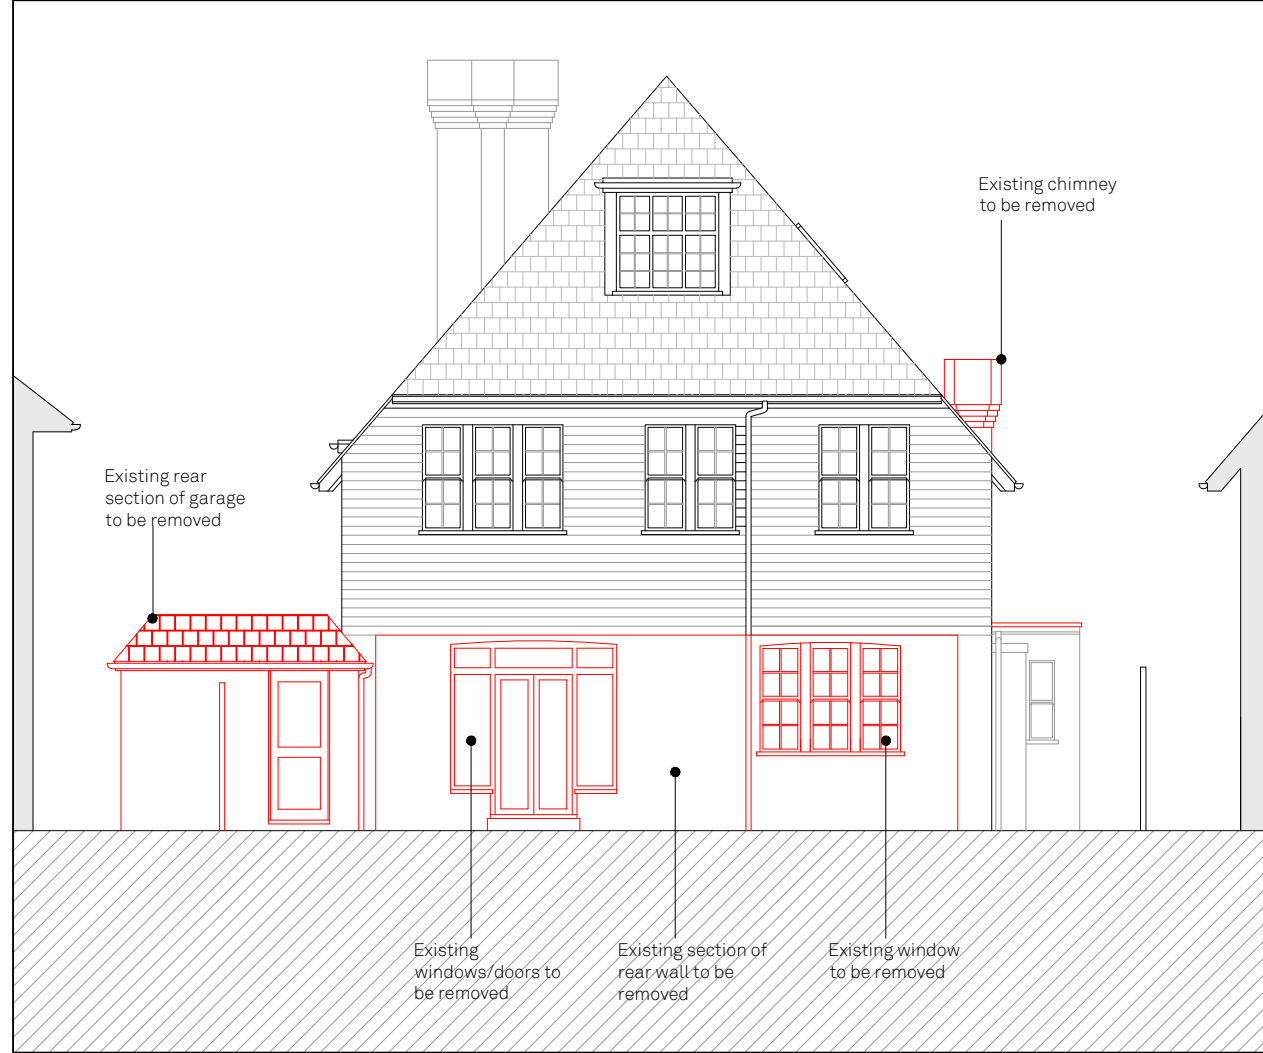 Existing chimney
to be removed
Existing rear
section of garage
to be removed
Existing
windows/doors to
be removed
Existing section of
rear wall to be
removed
Existing window
to be removed